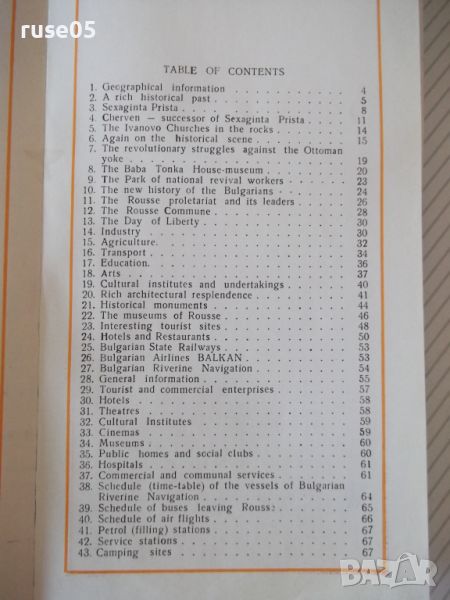 ruse05
TABLE OF CONTENTS
1. Geographical information . . . . . . . . . 4
2. A rich historical past . . . . . . . . . 5
3. Sexaginta Prista . . . . . . . . . 8
4. Cherven — successor of Sexaginta Prista . . . . 11
5. The Ivanovo Churches in the rocks . . . . . 14
6. Again on the historical scene . . . . . . 15
7. The revolutionary struggles against the Ottoman
yoke . . . . . . . . . 19
8. The Baba Tonka House-museum . . . . . . 20
9. The Park of national revival workers . . . . . 23
10. The new history of the Bulgarians . . . . . 24
11. The Rousse proletariat and its leaders . . . . . 26
12. The Rousse Commune . . . . . . . 28
13. The Day of Liberty . . . . . . . 30
14. Industry . . . . . . . . . 30
15. Agriculture. . . . . . . . . 32
16. Transport . . . . . . . . . 34
17. Education. . . . . . . . . 36
18. Arts . . . . . . . . . 37
19. Cultural institutes and undertakings . . . . . 40
20. Rich architectural resplendence . . . . . . 41
21. Historical monuments . . . . . . . 44
22. The museums of Rousse . . . . . . . 46
23. Interesting tourist sites . . . . . . . 48
24. Hotels and Restaurants . . . . . . . 50
25. Bulgarian State Railways . . . . . . . 53
26. Bulgarian Airlines BALKAN . . . . . . . 53
27. Bulgarian Riverine Navigation . . . . . . 54
28. General information . . . . . . . . 55
29. Tourist and commercial enterprises . . . . . 57
30. Hotels . . . . . . . . . 58
31. Theatres . . . . . . . . . 58
32. Cultural Institutes . . . . . . . . 59
33. Cinemas . . . . . . . . . 59
34. Museums . . . . . . . . . 60
35. Public homes and social clubs . . . . . . 60
36. Hospitals . . . . . . . . . 61
37. Commercial and communal services . . . . . 61
38. Schedule (time-table) of the vessels of Bulgarian
Riverine Navigation . . . . . . . . 64
39. Schedule of buses leaving Rousse . . . . . 65
40. Schedule of air flights . . . . . . . 66
41. Petrol (filling) stations . . . . . . . 67
42. Service stations . . . . . . . . 67
43. Camping sites . . . . . . . . 67
BAZAR